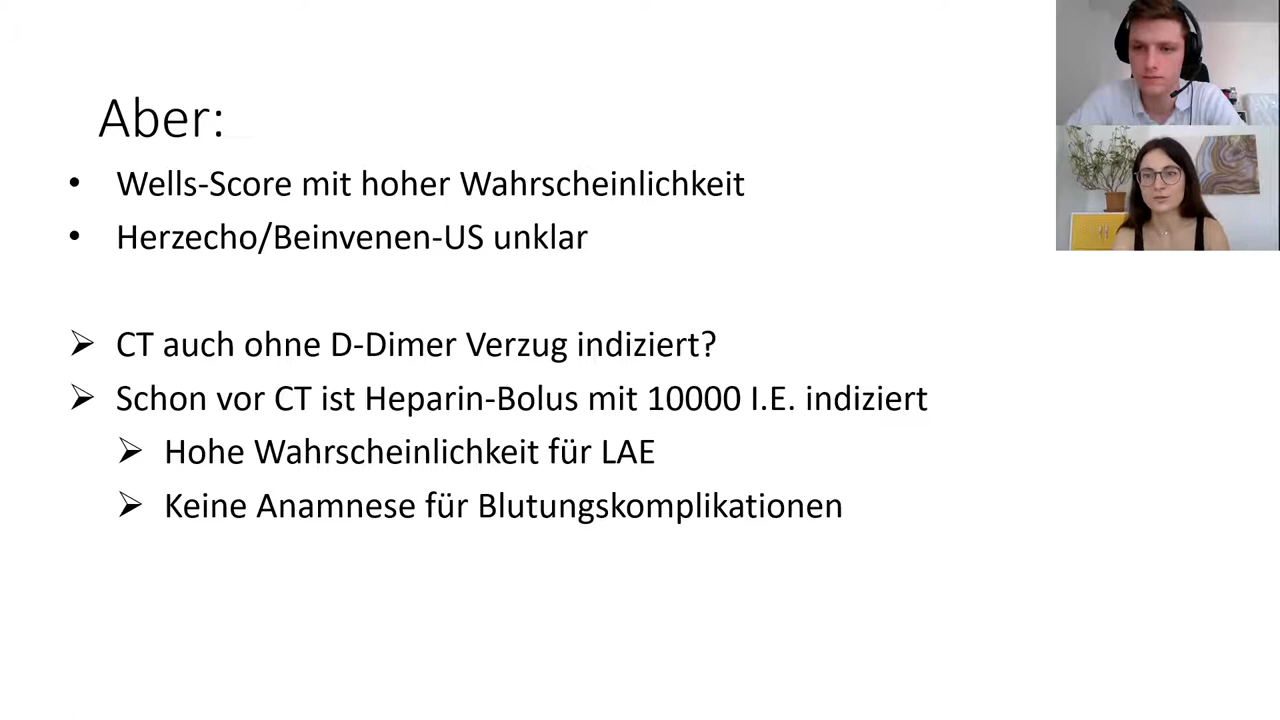 Aber:
• Wells-Score mit hoher Wahrscheinlichkeit
• Herzecho/Beinvenen-US unklar
➢ CT auch ohne D-Dimer Verzug indiziert?
➢ Schon vor CT ist Heparin-Bolus mit 10000 I.E. indiziert
➢ Hohe Wahrscheinlichkeit für LAE
➢ Keine Anamnese für Blutungskomplikationen